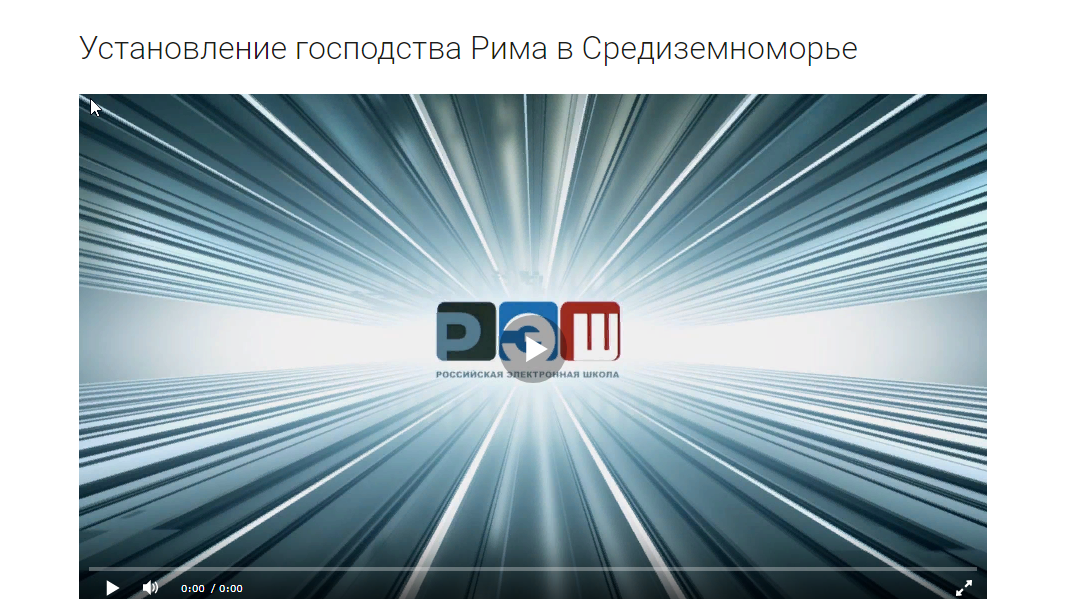 Установление господства Рима в Средиземноморье
РЭШ
РОССИЙСКАЯ ЭЛЕКТРОННАЯ ШКОЛА
0:00 / 0:00